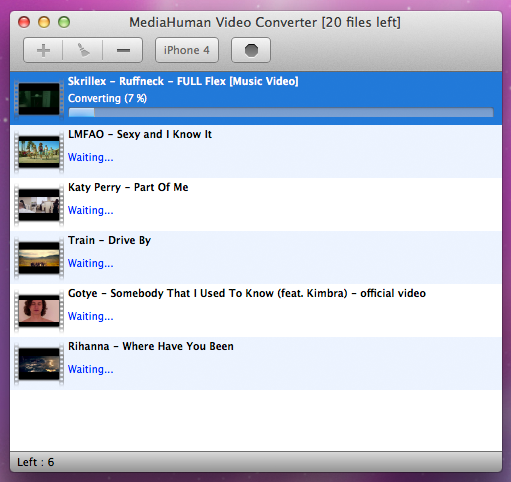 MediaHuman Video Converter [20 files left]
iPhone 4
Skrillex - Ruffneck - FULL Flex [Music Video]
Converting (7 %)
LMFAO - Sexy and I Know It
Waiting...
Katy Perry - Part Of Me
Waiting...
Train - Drive By
Waiting...
Gotye - Somebody That I Used To Know (feat. Kimbra) - official video
Waiting...
Rihanna - Where Have You Been
Waiting...
Left : 6